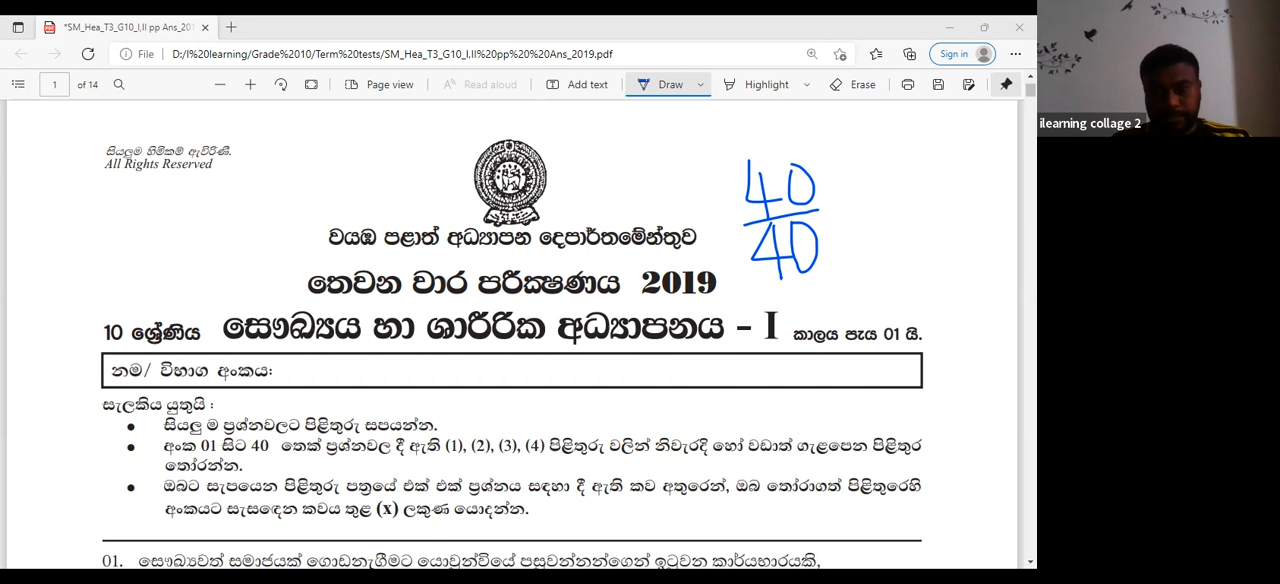 *SM_Hea_T3_G10_I,II pp Ans_201
File D:/I%20learning/Grade%2010/Term%20tests/SM_Hea_T3_G10_I,II%20pp%20%20Ans_2019.pdf Sign in
1 of 14 Page view Read aloud Add text Draw Highlight Erase
ilearning collage 2
සියලුම හිමිකම් ඇවිරිණි.
All Rights Reserved
40
40
වයඹ පළාත් අධ්‍යාපන දෙපාර්තමේන්තුව
තෙවන වාර පරීක්‍ෂණය 2019
10 ශ්‍රේණිය සෞඛ්‍යය හා ශාරීරික අධ්‍යාපනය - I කාලය පැය 01 යි.
නම/ විභාග අංකය:
සැලකිය යුතුයි :
● සියලු ම ප්‍රශ්නවලට පිළිතුරු සපයන්න.
● අංක 01 සිට 40 තෙක් ප්‍රශ්නවල දී ඇති (1), (2), (3), (4) පිළිතුරු වලින් නිවැරදි හෝ වඩාත් ගැළපෙන පිළිතුර
තෝරන්න.
● ඔබට සැපයෙන පිළිතුරු පත්‍රයේ එක් එක් ප්‍රශ්නය සඳහා දී ඇති කව අතුරෙන්, ඔබ තෝරාගත් පිළිතුරෙහි
අංකයට සැසඳෙන කවය තුළ (x) ලකුණ යොදන්න.
01. සෞඛ්‍යවත් සමාජයක් ගොඩනැගීමට යොවුන්වියේ පසුවන්නන්ගෙන් ඉටුවන කාර්යභාරයකි,